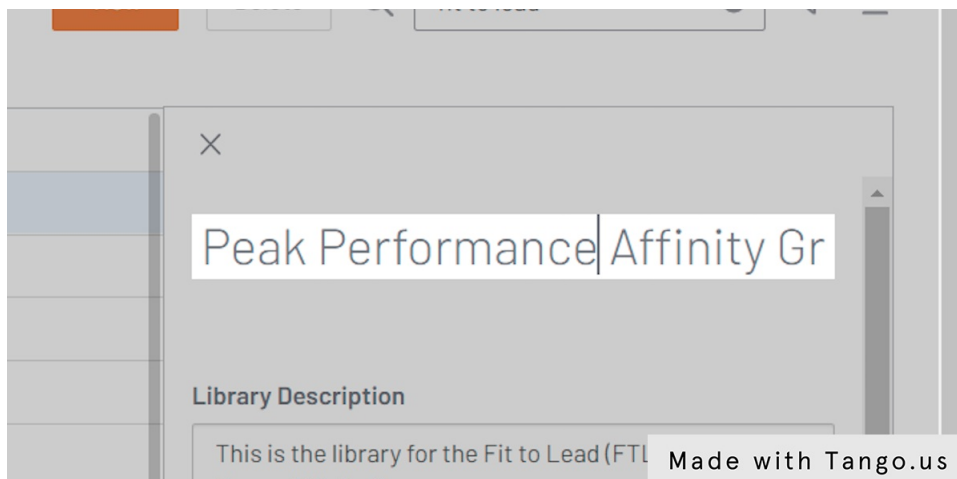 Peak Performance Affinity Gr
Library Description
This is the library for the Fit to Lead (FTL
Made with Tango.us